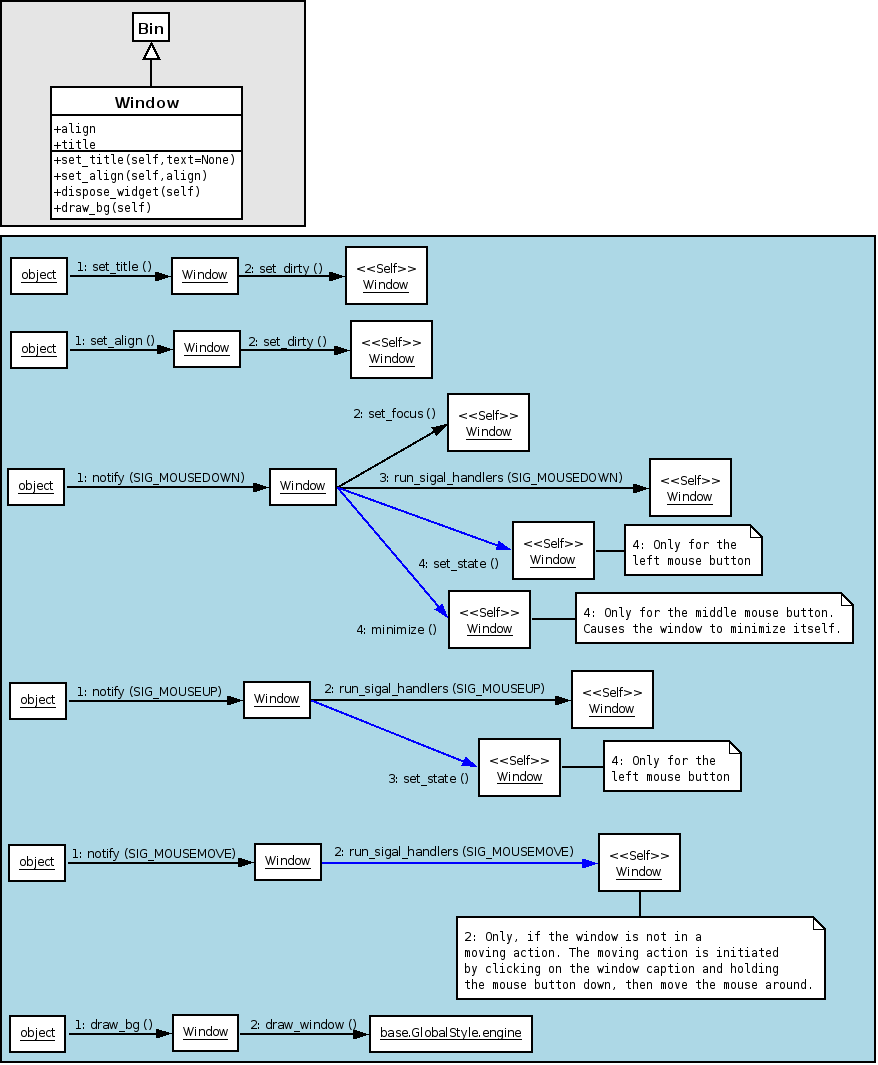 Bin
Window
+align
+title
+set_title(self,text=None)
+set_align(self,align)
+dispose_widget(self)
+draw_bg(self)
object
1: set_title ()
Window
2: set_dirty ()
<<Self>>
Window
object
1: set_align ()
Window
2: set_dirty ()
<<Self>>
Window
object
1: notify (SIG_MOUSEDOWN)
Window
2: set_focus ()
<<Self>>
Window
3: run_sigal_handlers (SIG_MOUSEDOWN)
<<Self>>
Window
4: set_state ()
<<Self>>
Window
4: Only for the
left mouse button
4: minimize ()
<<Self>>
Window
4: Only for the middle mouse button.
Causes the window to minimize itself.
object
1: notify (SIG_MOUSEUP)
Window
2: run_sigal_handlers (SIG_MOUSEUP)
<<Self>>
Window
3: set_state ()
<<Self>>
Window
4: Only for the
left mouse button
object
1: notify (SIG_MOUSEMOVE)
Window
2: run_sigal_handlers (SIG_MOUSEMOVE)
<<Self>>
Window
2: Only, if the window is not in a
moving action. The moving action is initiated
by clicking on the window caption and holding
the mouse button down, then move the mouse around.
object
1: draw_bg ()
Window
2: draw_window ()
base.GlobalStyle.engine